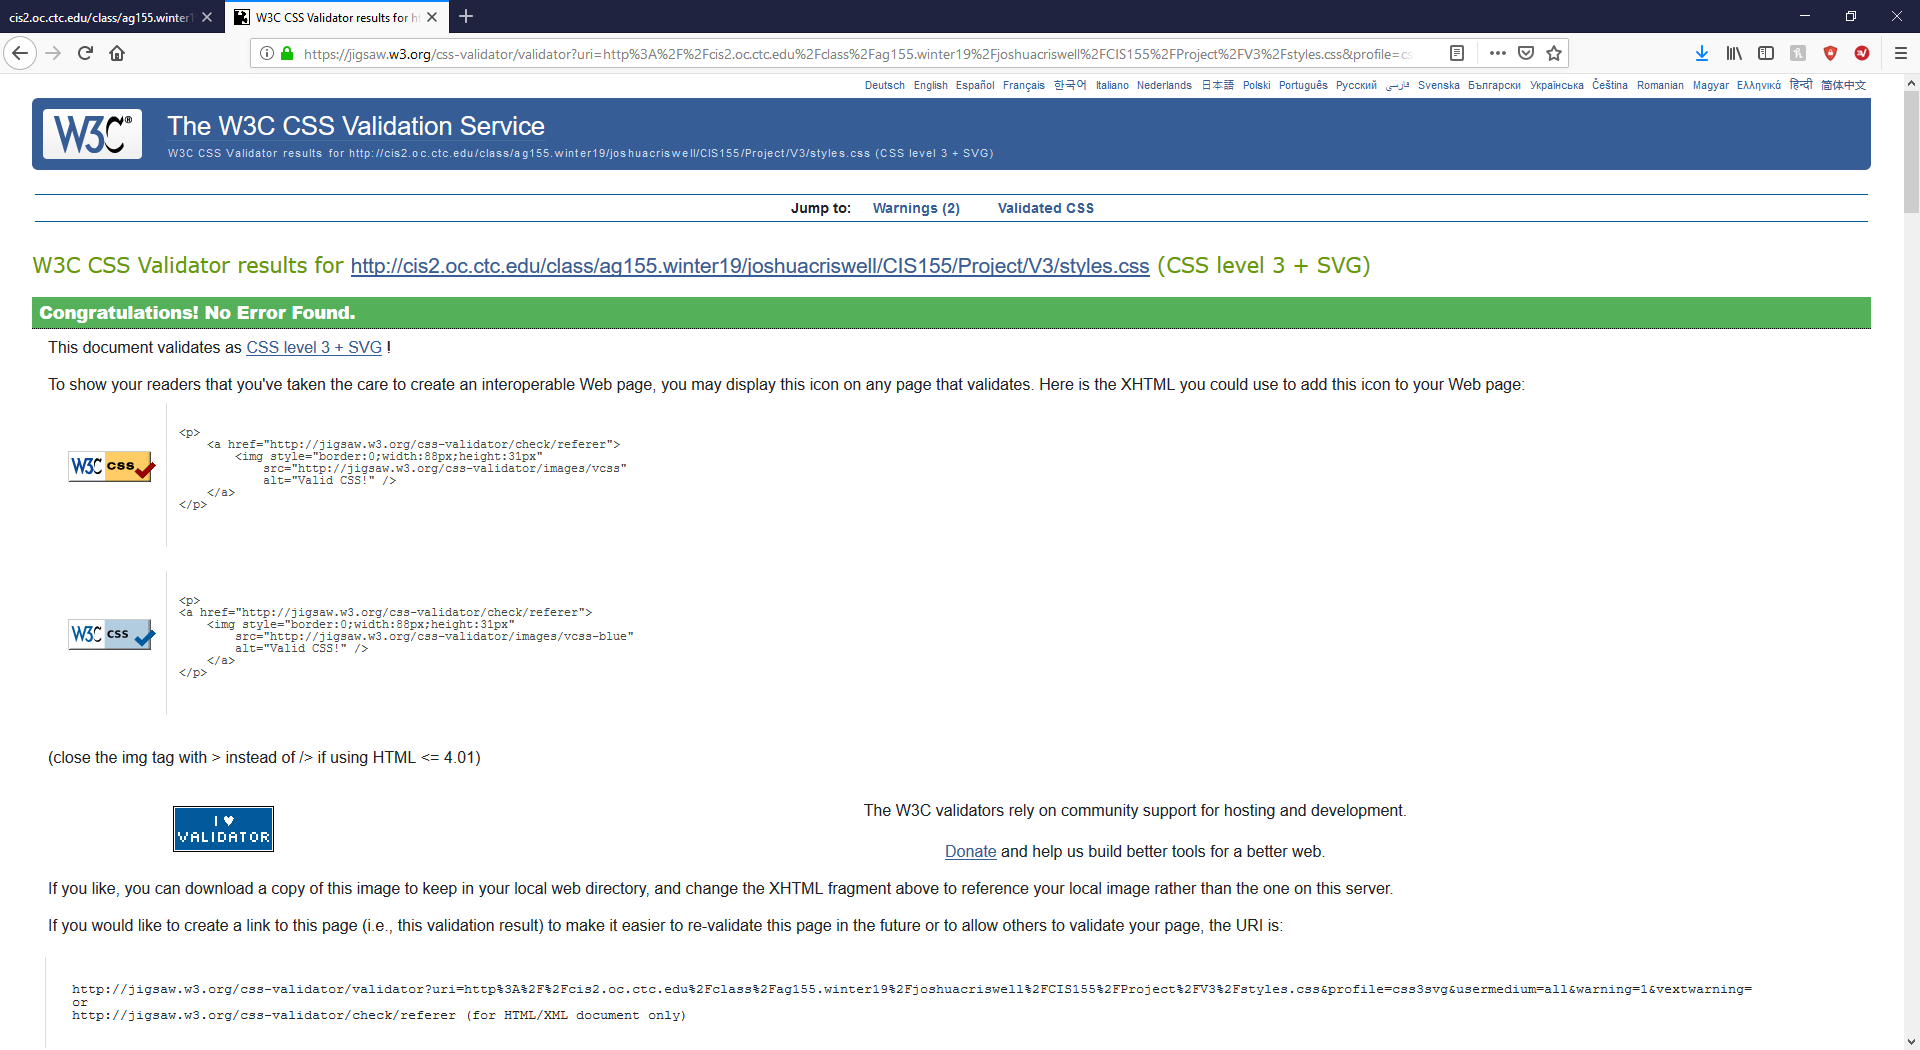 cis2.oc.ctc.edu/class/ag155.winter1
W3C CSS Validator results for h
https://jigsaw.w3.org/css-validator/validator?uri=http%3A%2F%2Fcis2.oc.ctc.edu%2Fclass%2Fag155.winter19%2Fjoshuacriswell%2FCIS155%2FProject%2FV3%2Fstyles.css&profile=cs
Deutsch English Español Français 한국어 Italiano Nederlands 日本語 Polski Português Русский فارسی Svenska Български Українська Čeština Romanian Magyar Ελληνικά हिन्दी 简体中文
W3C®
The W3C CSS Validation Service
W3C CSS Validator results for http://cis2.oc.ctc.edu/class/ag155.winter19/joshuacriswell/CIS155/Project/V3/styles.css (CSS level 3 + SVG)
Jump to: Warnings (2) Validated CSS
W3C CSS Validator results for http://cis2.oc.ctc.edu/class/ag155.winter19/joshuacriswell/CIS155/Project/V3/styles.css (CSS level 3 + SVG)
Congratulations! No Error Found.
This document validates as CSS level 3 + SVG !
To show your readers that you've taken the care to create an interoperable Web page, you may display this icon on any page that validates. Here is the XHTML you could use to add this icon to your Web page:
W3C css
<p>
<a href="http://jigsaw.w3.org/css-validator/check/referer">
<img style="border:0;width:88px;height:31px"
src="http://jigsaw.w3.org/css-validator/images/vcss"
alt="Valid CSS!" />
</a>
</p>
W3C css
<p>
<a href="http://jigsaw.w3.org/css-validator/check/referer">
<img style="border:0;width:88px;height:31px"
src="http://jigsaw.w3.org/css-validator/images/vcss-blue"
alt="Valid CSS!" />
</a>
</p>
(close the img tag with > instead of /> if using HTML <= 4.01)
I ♥
VALIDATOR
The W3C validators rely on community support for hosting and development.
Donate and help us build better tools for a better web.
If you like, you can download a copy of this image to keep in your local web directory, and change the XHTML fragment above to reference your local image rather than the one on this server.
If you would like to create a link to this page (i.e., this validation result) to make it easier to re-validate this page in the future or to allow others to validate your page, the URI is:
http://jigsaw.w3.org/css-validator/validator?uri=http%3A%2F%2Fcis2.oc.ctc.edu%2Fclass%2Fag155.winter19%2Fjoshuacriswell%2FCIS155%2FProject%2FV3%2Fstyles.css&profile=css3svg&usermedium=all&warning=1&vextwarning=
or
http://jigsaw.w3.org/css-validator/check/referer (for HTML/XML document only)